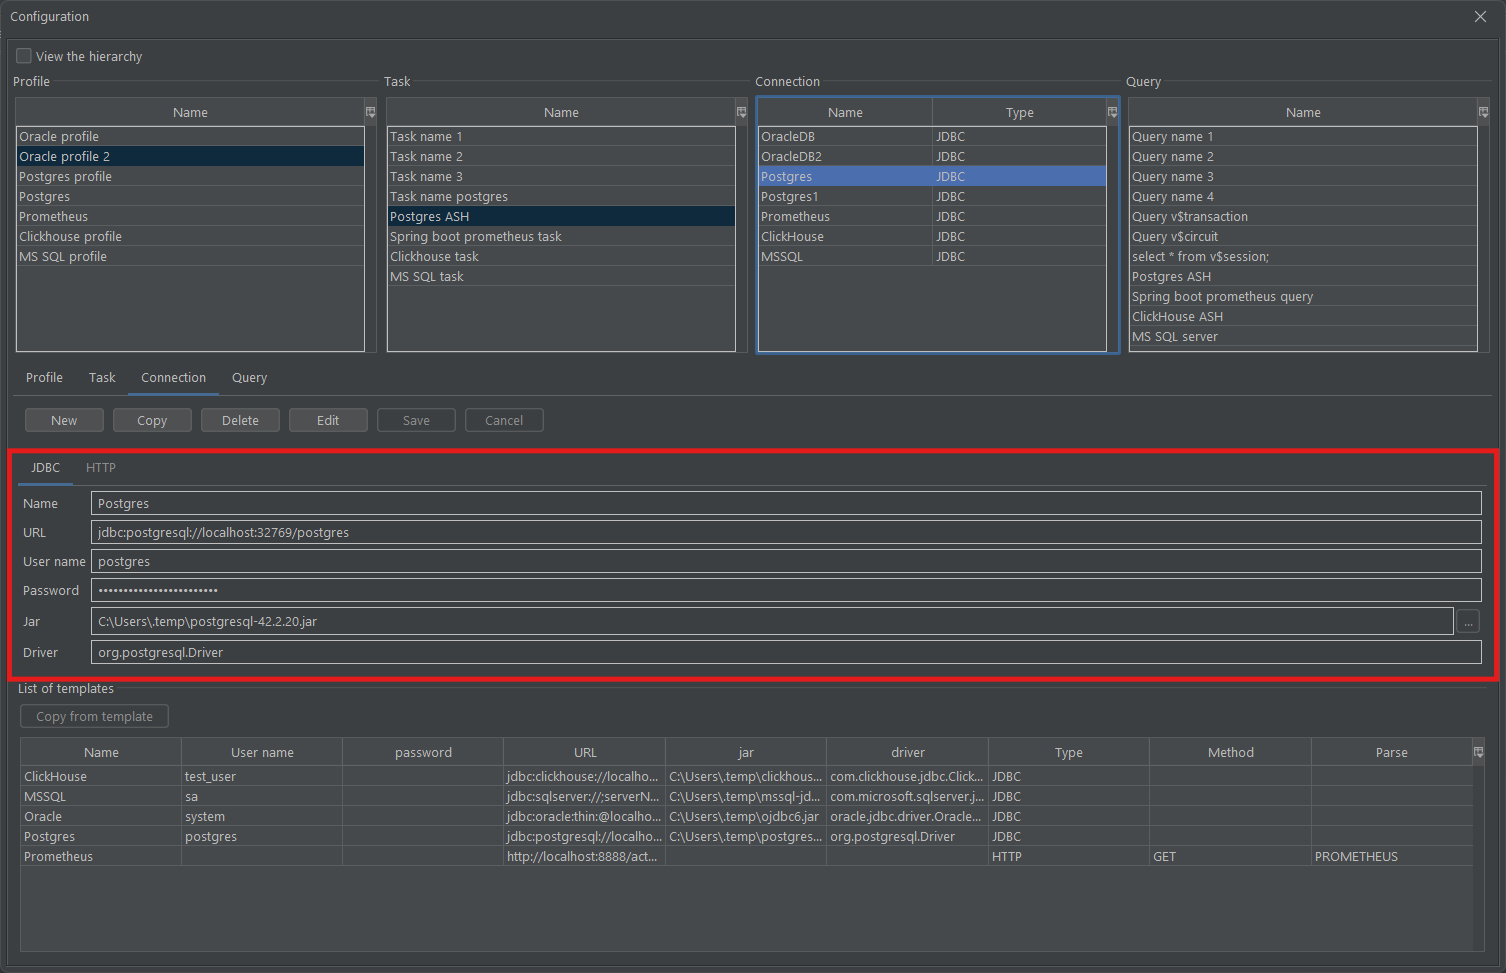 Configuration
View the hierarchy
Profile Task Connection Query
Name Name Name Type Name
Oracle profile Task name 1 OracleDB JDBC Query name 1
Oracle profile 2 Task name 2 OracleDB2 JDBC Query name 2
Postgres profile Task name 3 Postgres JDBC Query name 3
Postgres Task name postgres Postgres1 JDBC Query name 4
Prometheus Postgres ASH Prometheus JDBC Query v$transaction
Clickhouse profile Spring boot prometheus task ClickHouse JDBC Query v$circuit
MS SQL profile Clickhouse task MSSQL JDBC select * from v$session;
MS SQL task Postgres ASH
Spring boot prometheus query
ClickHouse ASH
MS SQL server
Profile Task Connection Query
New Copy Delete Edit Save Cancel
JDBC HTTP
Name Postgres
URL jdbc:postgresql://localhost:32769/postgres
User name postgres
Password ••••••••••••••••••••••••
Jar C:\Users\.temp\postgresql-42.2.20.jar ...
Driver org.postgresql.Driver
List of templates
Copy from template
Name User name password URL jar driver Type Method Parse
ClickHouse test_user jdbc:clickhouse://localho... C:\Users\.temp\clickhous... com.clickhouse.jdbc.Click... JDBC
MSSQL sa jdbc:sqlserver://;serverN... C:\Users\.temp\mssql-jd... com.microsoft.sqlserver.j... JDBC
Oracle system jdbc:oracle:thin:@localho... C:\Users\.temp\ojdbc6.jar oracle.jdbc.driver.Oracle... JDBC
Postgres postgres jdbc:postgresql://localho... C:\Users\.temp\postgres... org.postgresql.Driver JDBC
Prometheus http://localhost:8888/act... HTTP GET PROMETHEUS